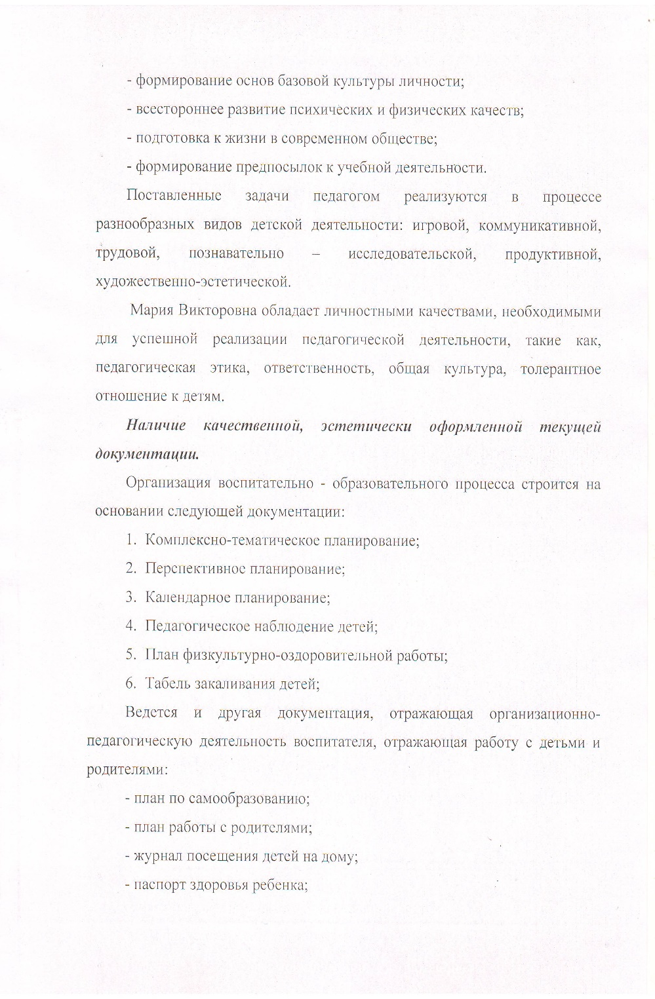 - формирование основ базовой культуры личности;
- всестороннее развитие психических и физических качеств;
- подготовка к жизни в современном обществе;
- формирование предпосылок к учебной деятельности.
Поставленные задачи педагогом реализуются в процессе
разнообразных видов детской деятельности: игровой, коммуникативной,
трудовой, познавательно – исследовательской, продуктивной,
художественно-эстетической.
Мария Викторовна обладает личностными качествами, необходимыми
для успешной реализации педагогической деятельности, такие как,
педагогическая этика, ответственность, общая культура, толерантное
отношение к детям.
Наличие качественной, эстетически оформленной текущей
документации.
Организация воспитательно - образовательного процесса строится на
основании следующей документации:
1. Комплексно-тематическое планирование;
2. Перспективное планирование;
3. Календарное планирование;
4. Педагогическое наблюдение детей;
5. План физкультурно-оздоровительной работы;
6. Табель закаливания детей;
Ведется и другая документация, отражающая организационно-
педагогическую деятельность воспитателя, отражающая работу с детьми и
родителями:
- план по самообразованию;
- план работы с родителями;
- журнал посещения детей на дому;
- паспорт здоровья ребенка;